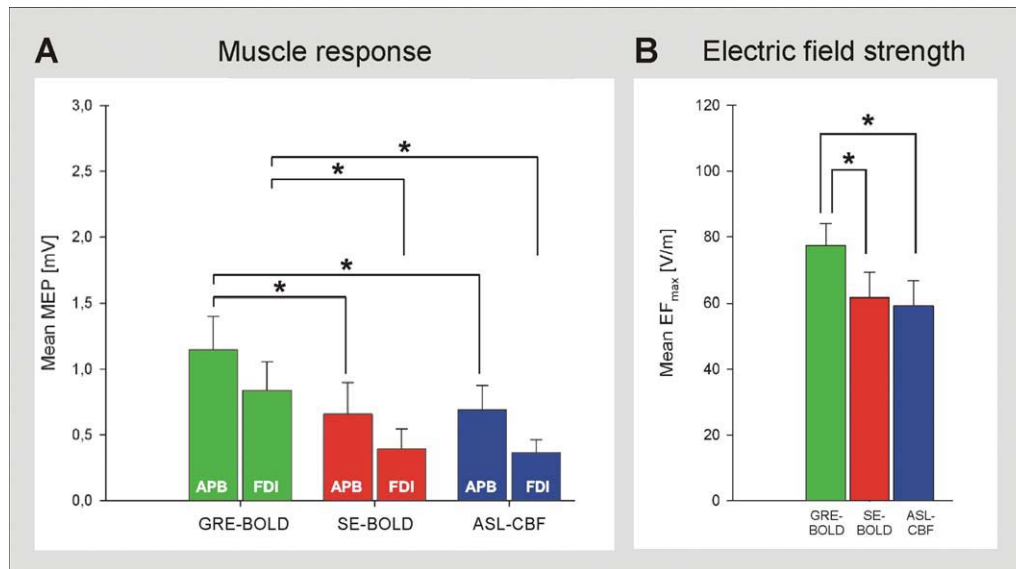 A Muscle response
Mean MEP [mV]
3,0
2,5
2,0
1,5
1,0
0,5
0,0
*
*
*
*
APB FDI APB FDI APB FDI
GRE-BOLD SE-BOLD ASL-CBF
B Electric field strength
Mean EFmax [V/m]
120
100
80
60
40
20
0
*
*
GRE- SE- ASL-
BOLD BOLD CBF